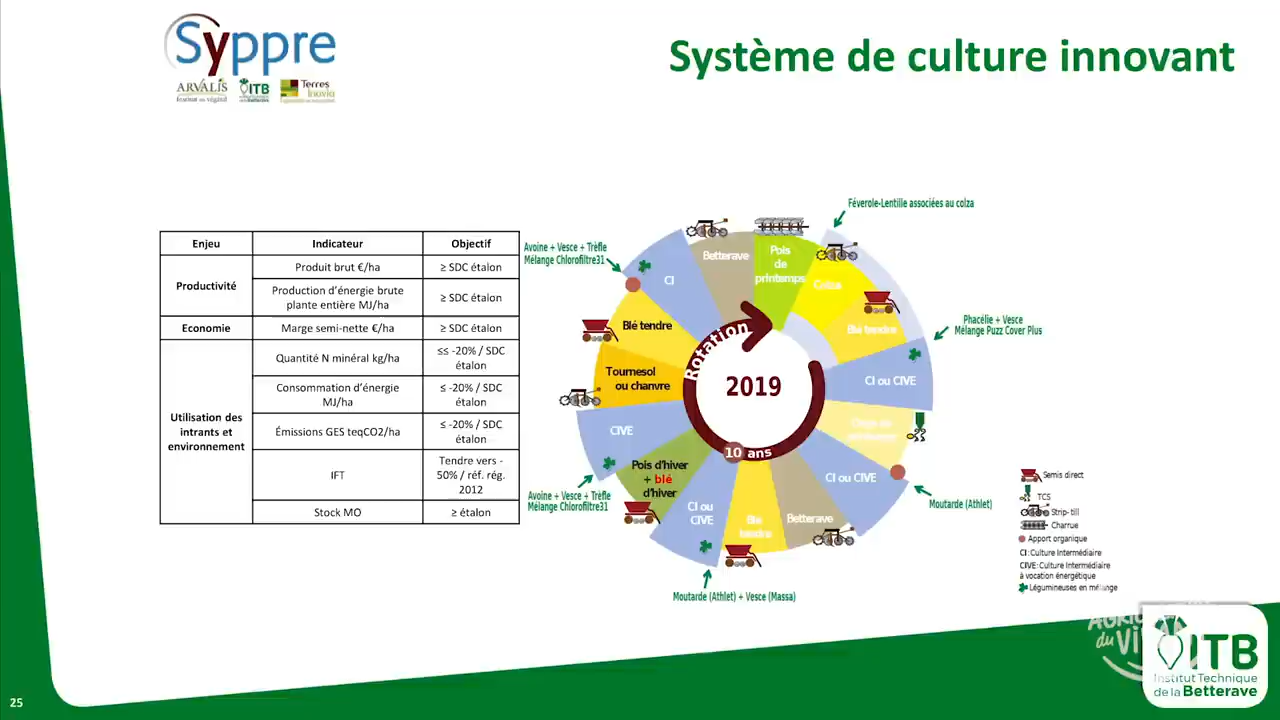 Syppre
ARVALIS
ITB
Terres
Inovia
Système de culture innovant
Enjeu Indicateur Objectif
Productivité
Produit brut €/ha ≥ SDC étalon
Production d'énergie brute
plante entière MJ/ha
≥ SDC étalon
Economie Marge semi-nette €/ha ≥ SDC étalon
Utilisation des
intrants et
environnement
Quantité N minéral kg/ha
≤≤ -20% / SDC
étalon
Consommation d'énergie
MJ/ha
≤ -20% / SDC
étalon
Émissions GES teqCO2/ha
≤ -20% / SDC
étalon
IFT
Tendre vers -
50% / réf. rég.
2012
Stock MO ≥ étalon
Féverole-Lentille associées au colza
Avoine + Vesce + Trèfle
Mélange Chlorofiltre31
Betterave
Pois
de
printemps
Colza
Blé tendre
Phacélie + Vesce
Mélange Puzz Cover Plus
CI ou CIVE
CI ou CIVE
Moutarde (Athlet)
Betterave
Blé
tendre
CI ou
CIVE
Moutarde (Athlet) + Vesce (Massa)
Pois d'hiver
+ blé
d'hiver
Avoine + Vesce + Trèfle
Mélange Chlorofiltre31
CIVE
Tournesol
ou chanvre
Blé tendre
CI
Rotation
2019
10 ans
Semis direct
TCS
Strip- till
Charrue
Apport organique
CI : Culture Intermédiaire
CIVE: Culture Intermédiaire
à vocation énergétique
Légumineuses en mélange
25
du
ITB
Institut Technique
de la Betterave